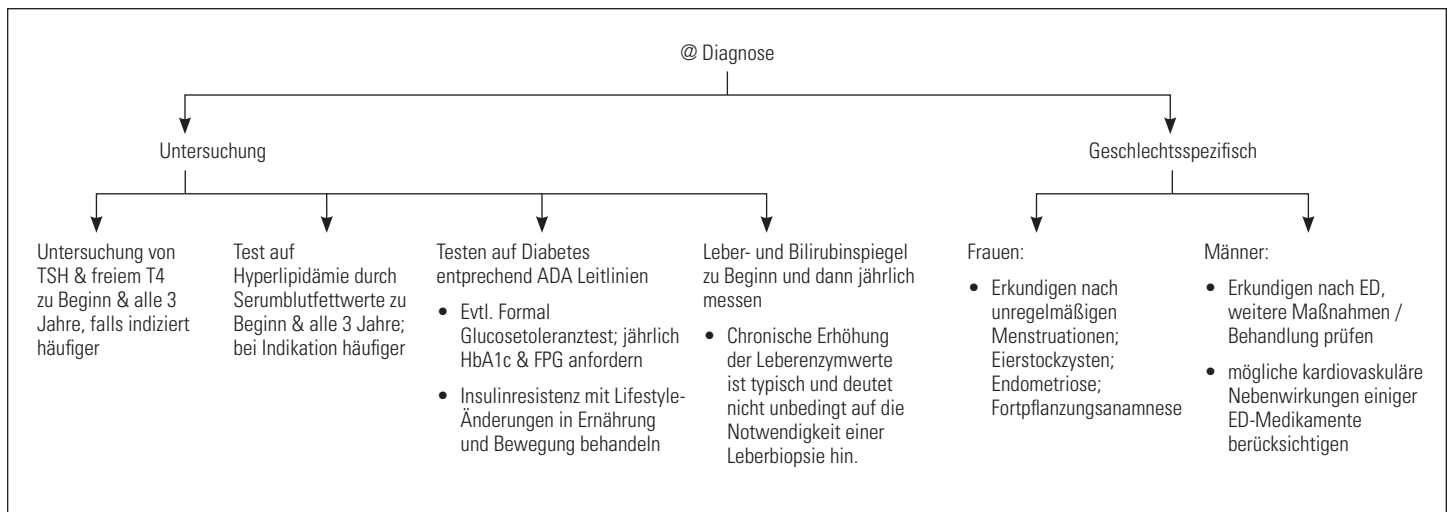 @ Diagnose
Untersuchung
Geschlechtsspezifisch
Untersuchung von
TSH & freiem T4
zu Beginn & alle 3
Jahre, falls indiziert
häufiger
Test auf
Hyperlipidämie durch
Serumblutfettwerte zu
Beginn & alle 3 Jahre;
bei Indikation häufiger
Testen auf Diabetes
entprechend ADA Leitlinien
• Evtl. Formal
Glucosetoleranztest; jährlich
HbA1c & FPG anfordern
• Insulinresistenz mit Lifestyle-
Änderungen in Ernährung
und Bewegung behandeln
Leber- und Bilirubinspiegel
zu Beginn und dann jährlich
messen
• Chronische Erhöhung
der Leberenzymwerte
ist typisch und deutet
nicht unbedingt auf die
Notwendigkeit einer
Leberbiopsie hin.
Frauen:
• Erkundigen nach
unregelmäßigen
Menstruationen;
Eierstockzysten;
Endometriose;
Fortpflanzungsanamnese
Männer:
• Erkundigen nach ED,
weitere Maßnahmen /
Behandlung prüfen
• mögliche kardiovaskuläre
Nebenwirkungen einiger
ED-Medikamente
berücksichtigen